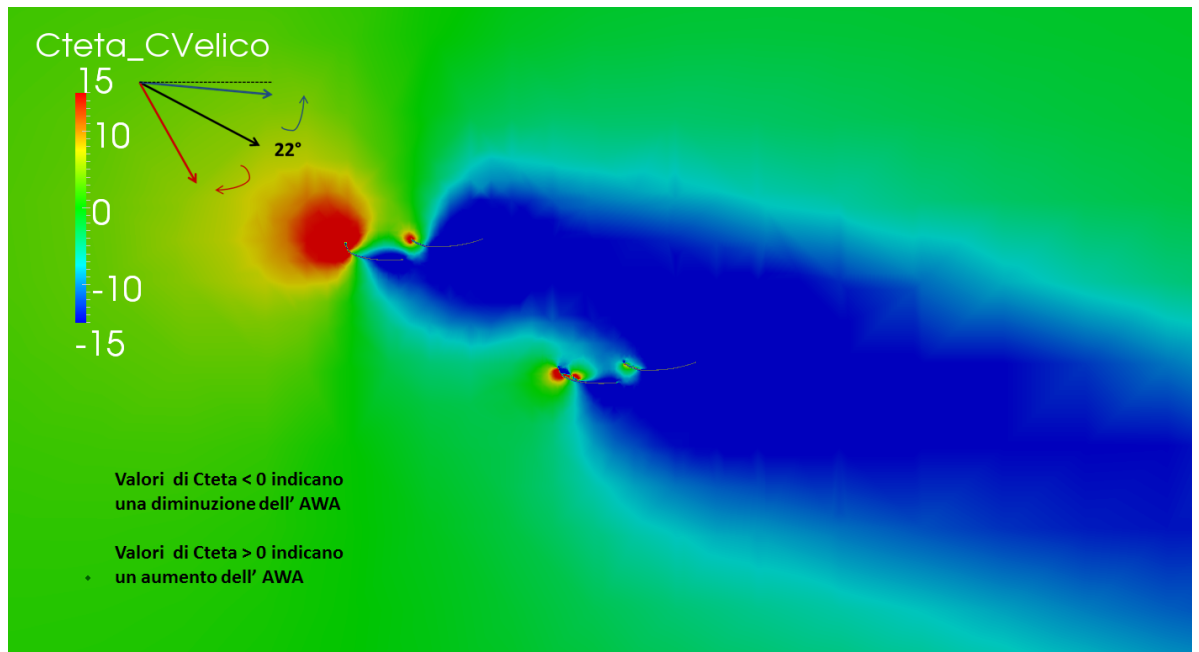 Cteta_CVelico
15
10
0
-10
-15
22°
Valori di Cteta < 0 indicano
una diminuzione dell' AWA
Valori di Cteta > 0 indicano
un aumento dell' AWA